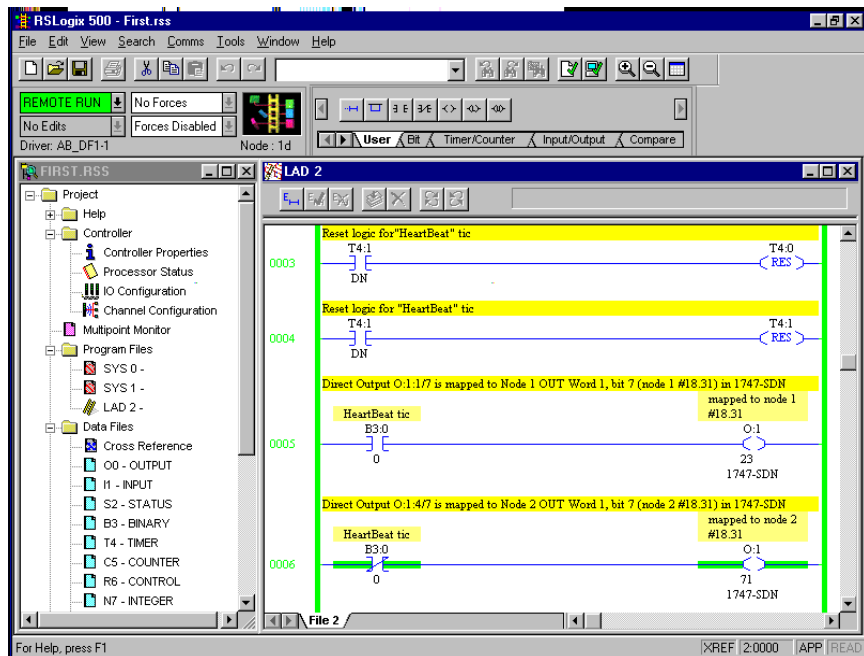 RSLogix 500 - First.rss
File Edit View Search Comms Tools Window Help
REMOTE RUN No Forces
No Edits Forces Disabled
Driver: AB_DF1-1 Node : 1d
User Bit Timer/Counter Input/Output Compare
FIRST.RSS
Project
Help
Controller
Controller Properties
Processor Status
IO Configuration
Channel Configuration
Multipoint Monitor
Program Files
SYS 0 -
SYS 1 -
LAD 2 -
Data Files
Cross Reference
O0 - OUTPUT
I1 - INPUT
S2 - STATUS
B3 - BINARY
T4 - TIMER
C5 - COUNTER
R6 - CONTROL
N7 - INTEGER
LAD 2
Reset logic for"HeartBeat" tic
T4:1 T4:0
0003 RES
DN
Reset logic for "HeartBeat" tic
T4:1 T4:1
0004 RES
DN
Direct Output O:1:1/7 is mapped to Node 1 OUT Word 1, bit 7 (node 1 #18.31) in 1747-SDN
mapped to node 1
HeartBeat tic #18.31
B3:0 O:1
0005
0 23
1747-SDN
Direct Output O:1:4/7 is mapped to Node 2 OUT Word 1, bit 7 (node 2 #18.31) in 1747-SDN
mapped to node 2
HeartBeat tic #18.31
B3:0 O:1
0006
0 71
1747-SDN
File 2
For Help, press F1 XREF 2:0000 APP READ